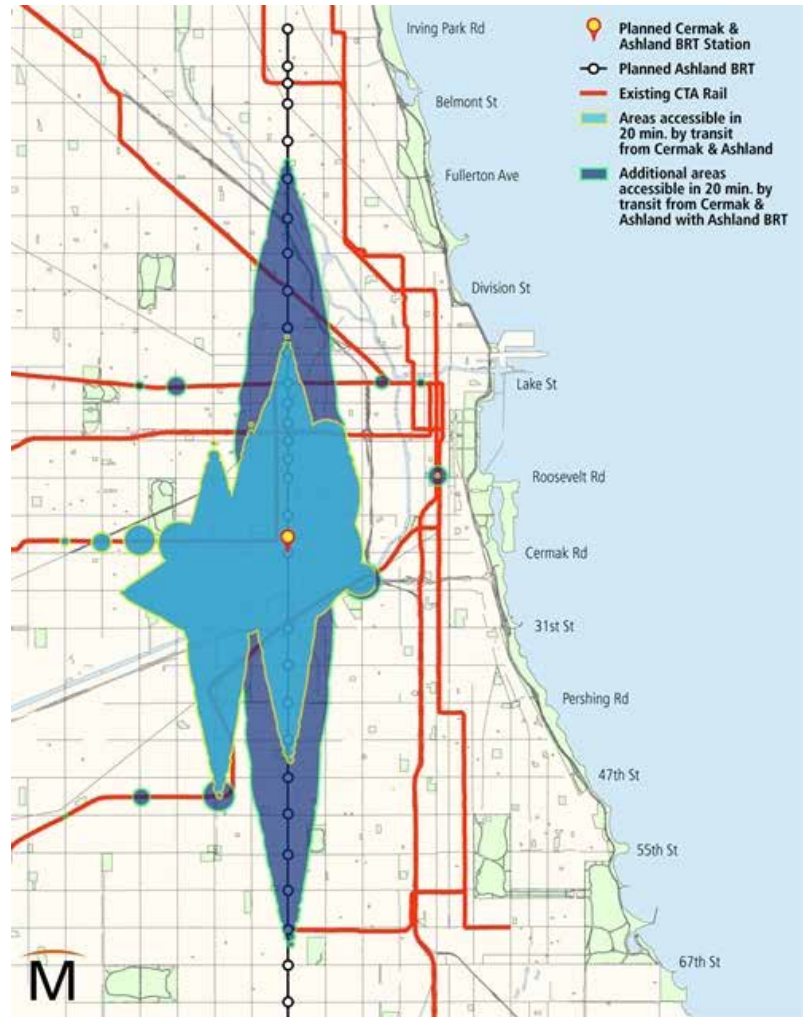 Irving Park Rd
Belmont St
Fullerton Ave
Division St
Lake St
Roosevelt Rd
Cermak Rd
31st St
Pershing Rd
47th St
55th St
67th St
Planned Cermak &
Ashland BRT Station
Planned Ashland BRT
Existing CTA Rail
Areas accessible in
20 min. by transit
from Cermak & Ashland
Additional areas
accessible in 20 min. by
transit from Cermak &
Ashland with Ashland BRT
M